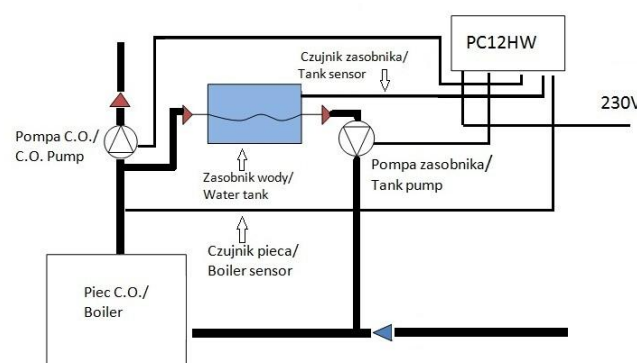 PC12HW
Czujnik zasobnika/
Tank sensor
230V
Pompa C.O./
C.O. Pump
Pompa zasobnika/
Tank pump
Zasobnik wody/
Water tank
Czujnik pieca/
Boiler sensor
Piec C.O./
Boiler